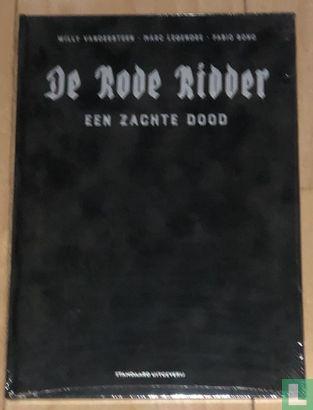 WILLY VANDERSTEEN · MARC LEGENDRE · FABIO BONO
De Rode Ridder
EEN ZACHTE DOOD
STANDAARD UITGEVERIJ